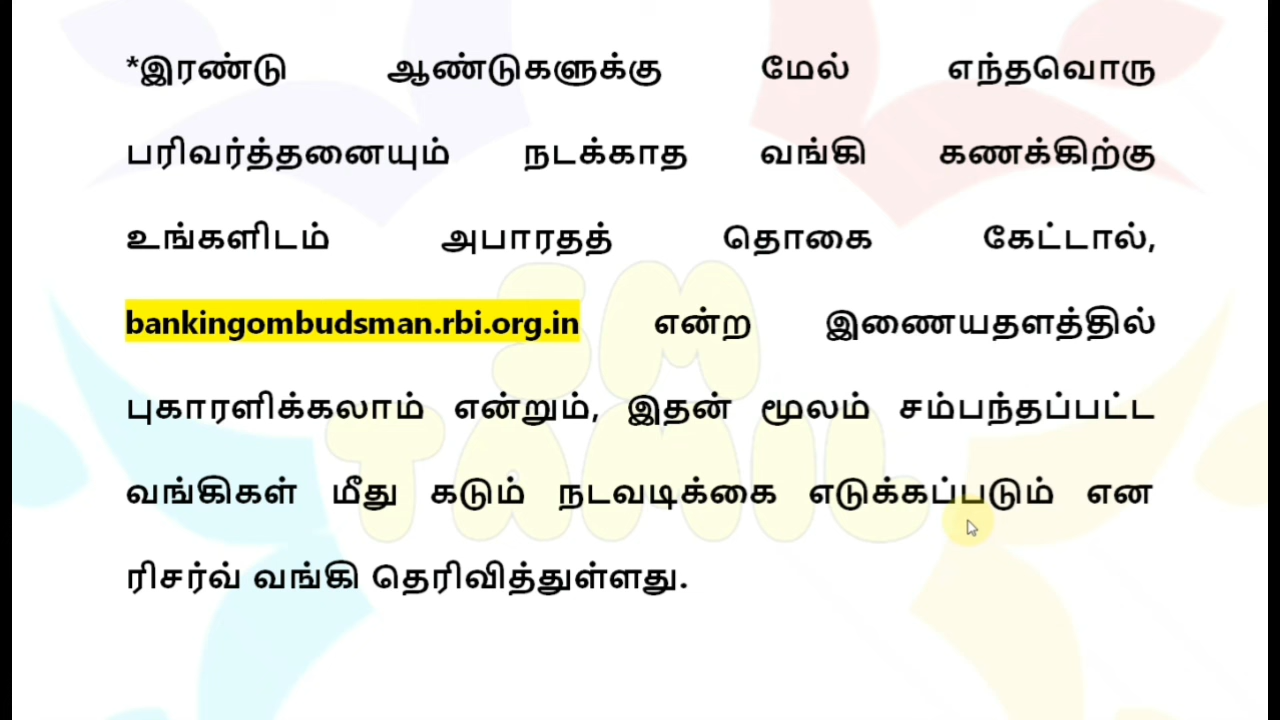 *இரண்டு ஆண்டுகளுக்கு மேல் எந்தவொரு
பரிவர்த்தனையும் நடக்காத வங்கி கணக்கிற்கு
உங்களிடம் அபாரதத் தொகை கேட்டால்,
bankingombudsman.rbi.org.in என்ற இணையதளத்தில்
புகாரளிக்கலாம் என்றும், இதன் மூலம் சம்பந்தப்பட்ட
வங்கிகள் மீது கடும் நடவடிக்கை எடுக்கப்படும் என
ரிசர்வ் வங்கி தெரிவித்துள்ளது.
SM
TAMIL